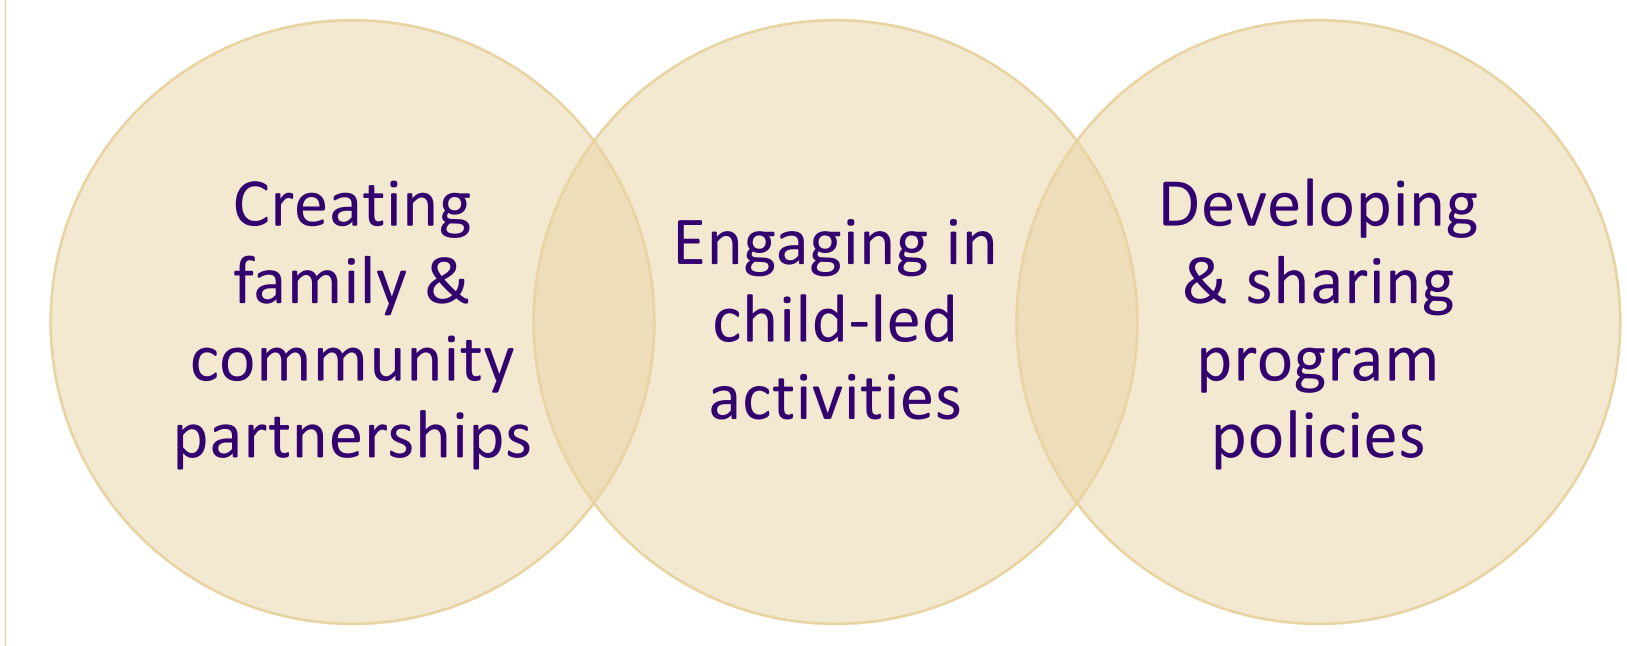 Creating
family &
community
partnerships
Engaging in
child-led
activities
Developing
& sharing
program
policies